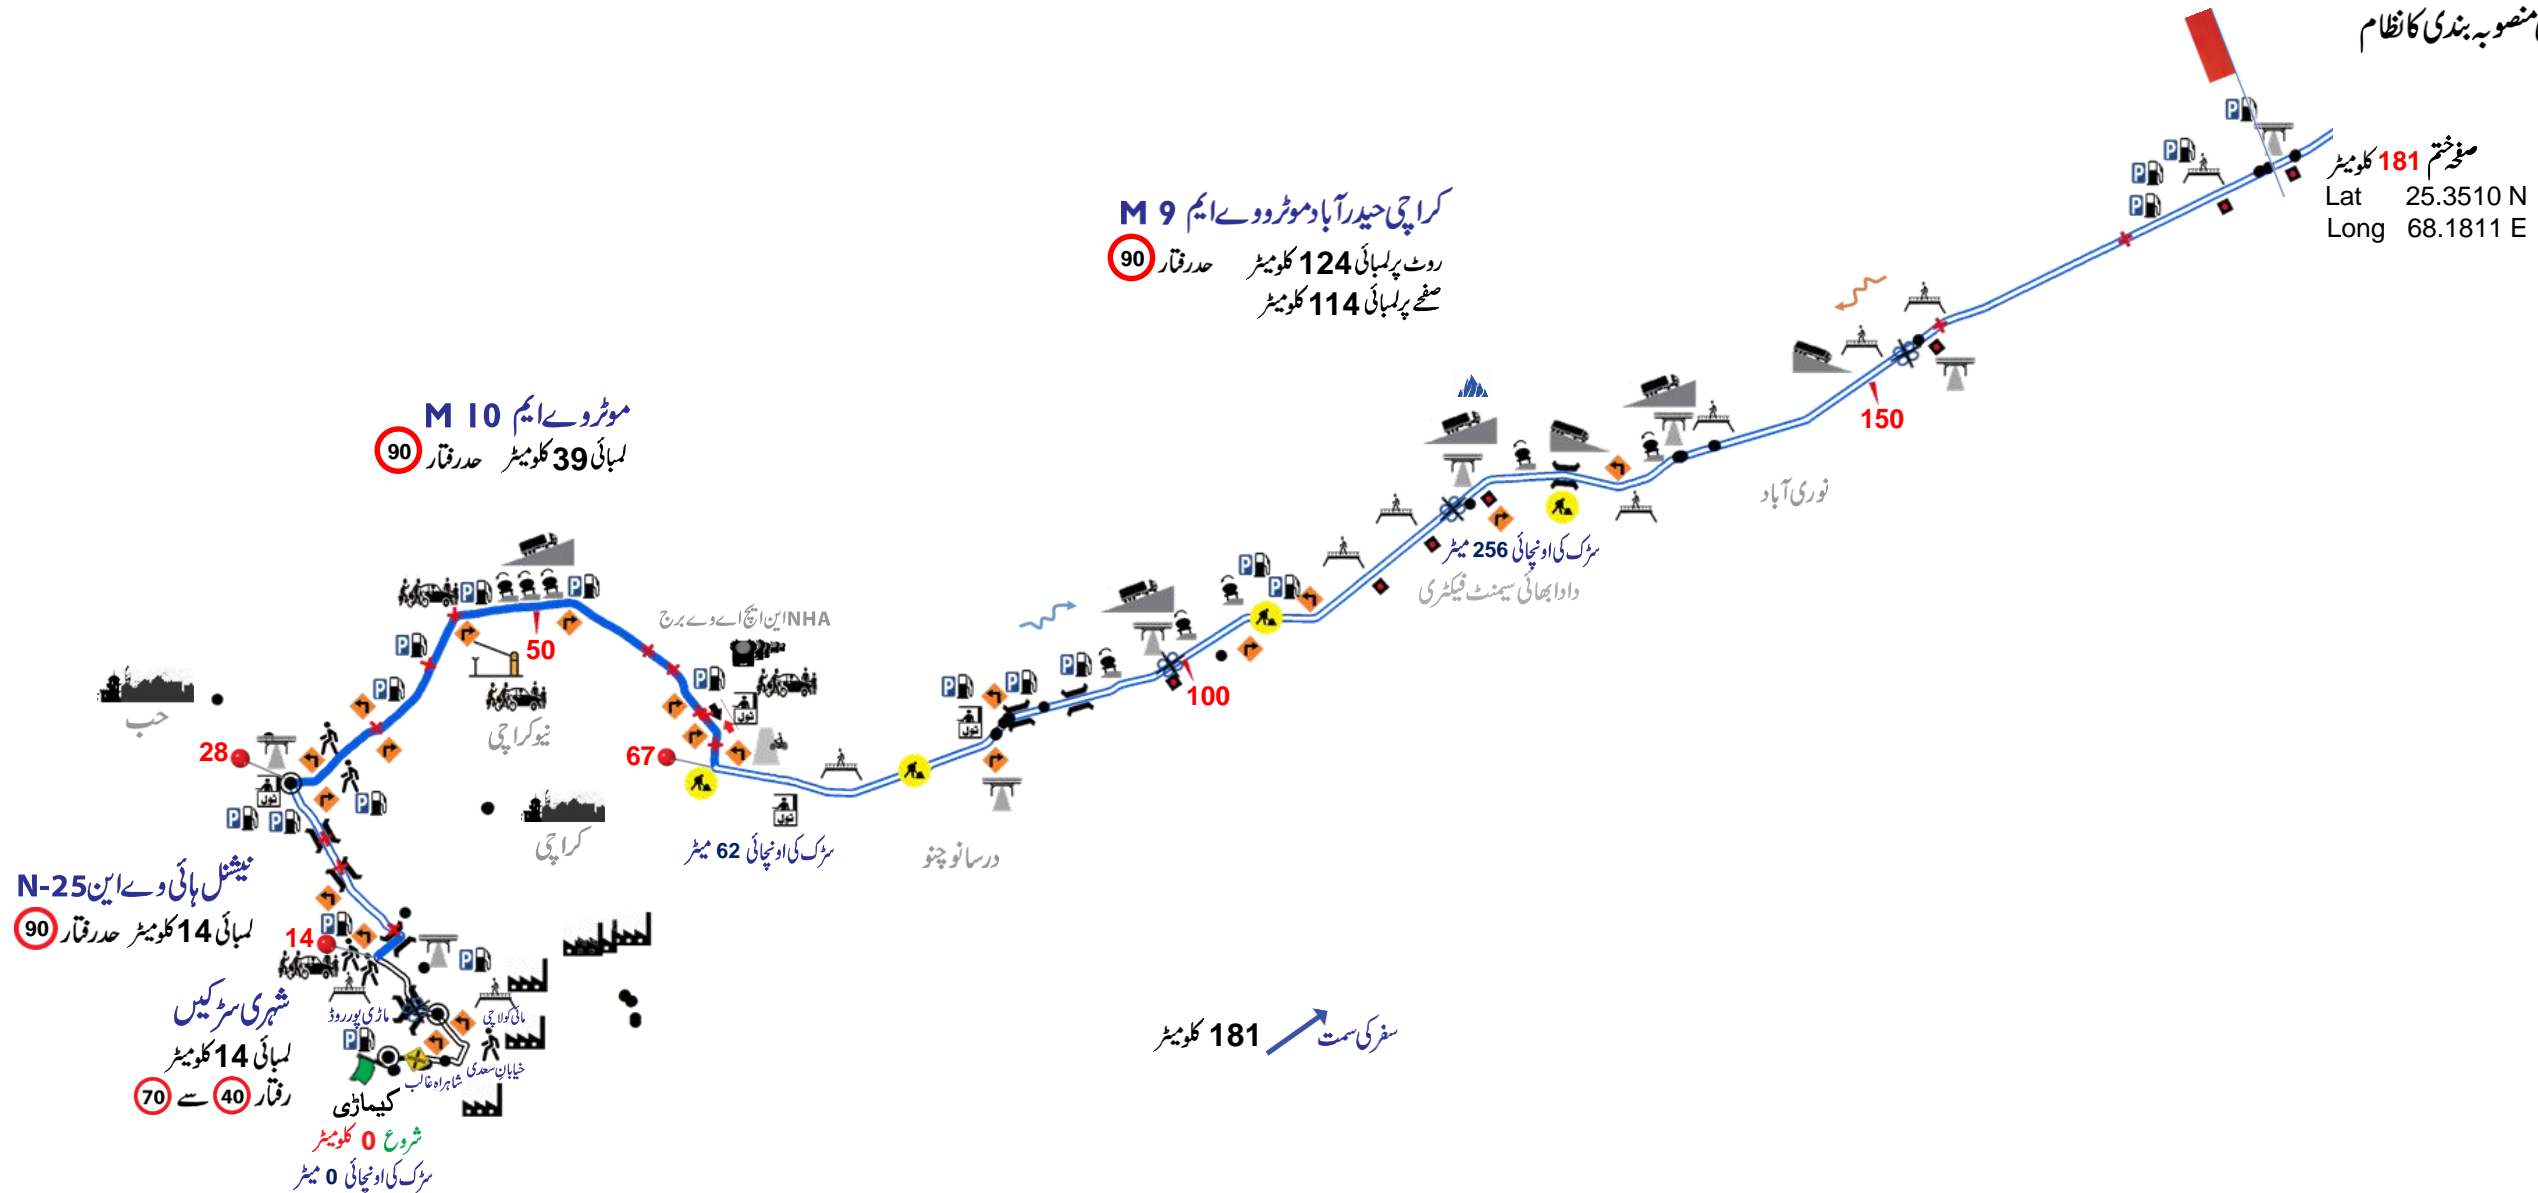 منصوبہ بندی کا نظام
صفحہ ختم 181 کلومیٹر
Lat 25.3510 N
Long 68.1811 E
کراچی حیدرآباد موٹرووے ایم M 9
روٹ پر لمبائی 124 کلومیٹر حد رفتار 90
صفحے پر لمبائی 114 کلومیٹر
150
نوری آباد
موٹروے ایم M 10
لمبائی 39 کلومیٹر حد رفتار 90
سڑک کی اونچائی 256 میٹر
دادا بھائی سیمنٹ فیکٹری
NHA این ایچ اے وے برج
50
100
حب
نیو کراچی
ٹول
ٹول
28
67
ٹول
ٹول
کراچی
سڑک کی اونچائی 62 میٹر
درسانو چنو
نیشنل ہائی وے این N-25
لمبائی 14 کلومیٹر حد رفتار 90
14
شہری سڑکیں
لمبائی 14 کلومیٹر
رفتار 40 سے 70
ماڑی پور روڈ
مائی کولاچی
خیابان سعدی
شاہراہ غالب
کیماڑی
شروع 0 کلومیٹر
سڑک کی اونچائی 0 میٹر
سفر کی سمت 181 کلومیٹر